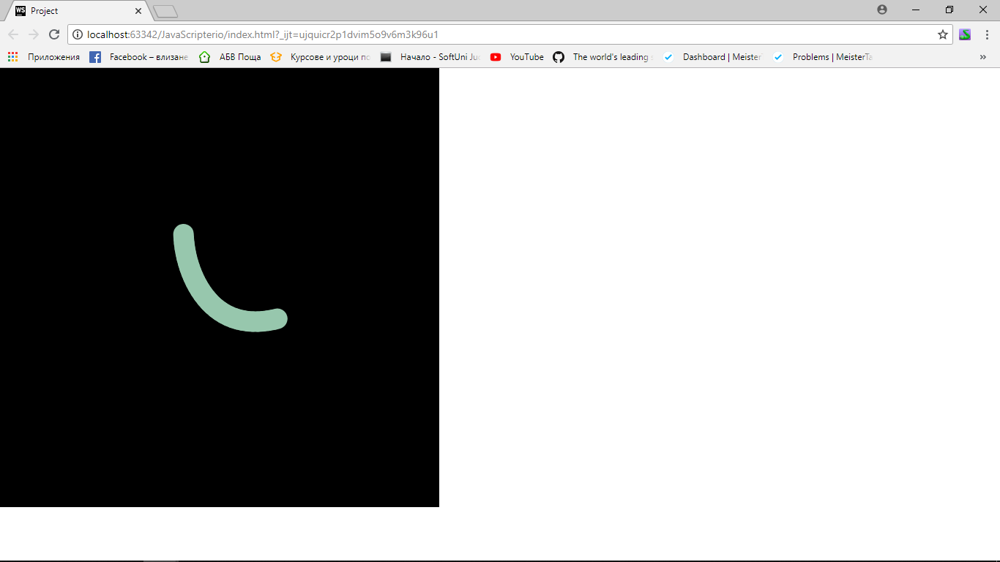 WS Project
localhost:63342/JavaScripterio/index.html?_ijt=ujquicr2p1dvim5o9v6m3k96u1
Приложения Facebook – влизане АБВ Поща Курсове и уроци по Начало - SoftUni Ju YouTube The world's leading Dashboard | Meister Problems | MeisterTa »